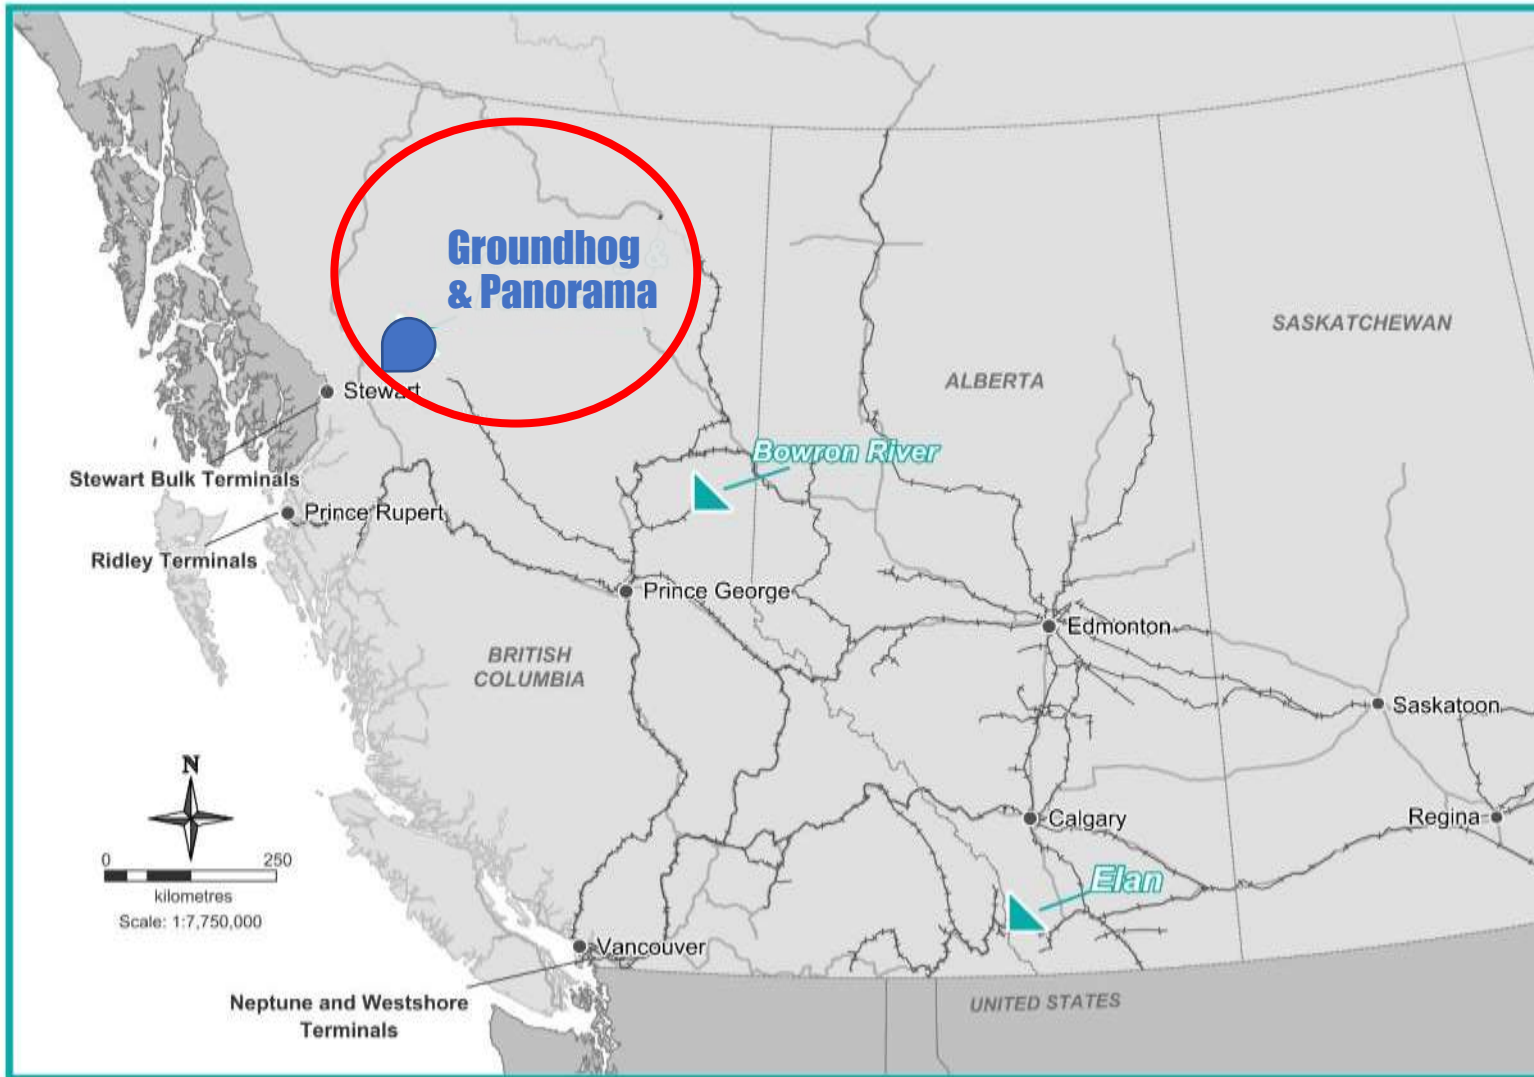 Groundhog
& Panorama
SASKATCHEWAN
ALBERTA
Stewart
Bowron River
Stewart Bulk Terminals
Prince Rupert
Ridley Terminals
Prince George
Edmonton
BRITISH
COLUMBIA
Saskatoon
N
Calgary
Regina
0 250
kilometres
Scale: 1:7,750,000
Elan
Vancouver
Neptune and Westshore
Terminals
UNITED STATES